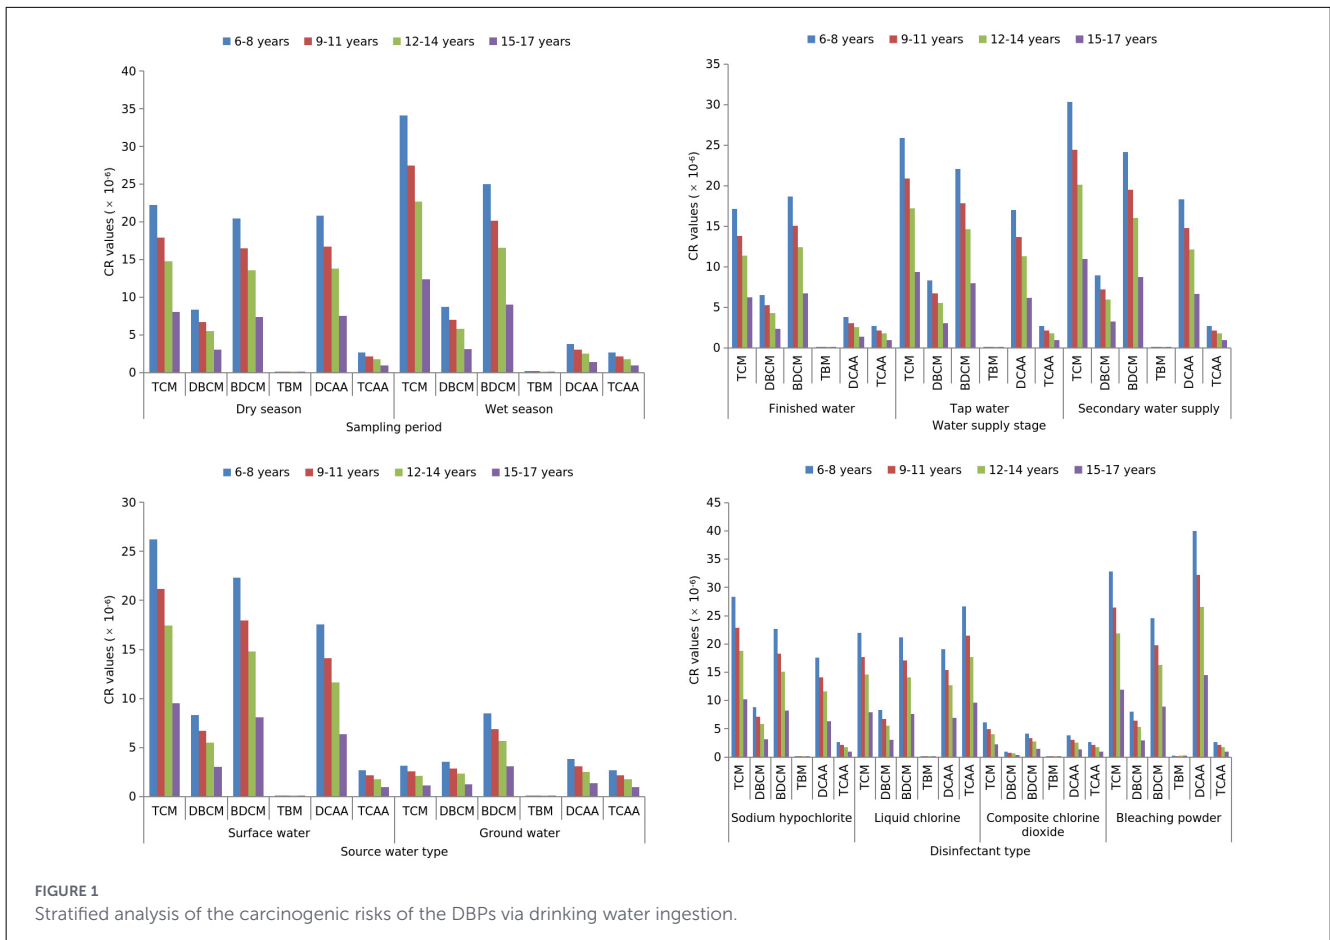 6-8 years 9-11 years 12-14 years 15-17 years
40
35
30
25
20
15
10
5
0
CR values (× 10⁻⁶)
TCM DBCM BDCM TBM DCAA TCAA TCM DBCM BDCM TBM DCAA TCAA
Dry season Wet season
Sampling period
6-8 years 9-11 years 12-14 years 15-17 years
35
30
25
20
15
10
5
0
CR values (× 10⁻⁶)
TCM DBCM BDCM TBM DCAA TCAA TCM DBCM BDCM TBM DCAA TCAA TCM DBCM BDCM TBM DCAA TCAA
Finished water Tap water Secondary water supply
Water supply stage
6-8 years 9-11 years 12-14 years 15-17 years
30
25
20
15
10
5
0
CR values (× 10⁻⁶)
TCM DBCM BDCM TBM DCAA TCAA TCM DBCM BDCM TBM DCAA TCAA
Surface water Ground water
Source water type
6-8 years 9-11 years 12-14 years 15-17 years
45
40
35
30
25
20
15
10
5
0
CR values (× 10⁻⁶)
TCM DBCM BDCM TBM DCAA TCAA TCM DBCM BDCM TBM DCAA TCAA TCM DBCM BDCM TBM DCAA TCAA TCM DBCM BDCM TBM DCAA TCAA
Sodium hypochlorite Liquid chlorine Composite chlorine Bleaching powder
dioxide
Disinfectant type
FIGURE 1
Stratified analysis of the carcinogenic risks of the DBPs via drinking water ingestion.